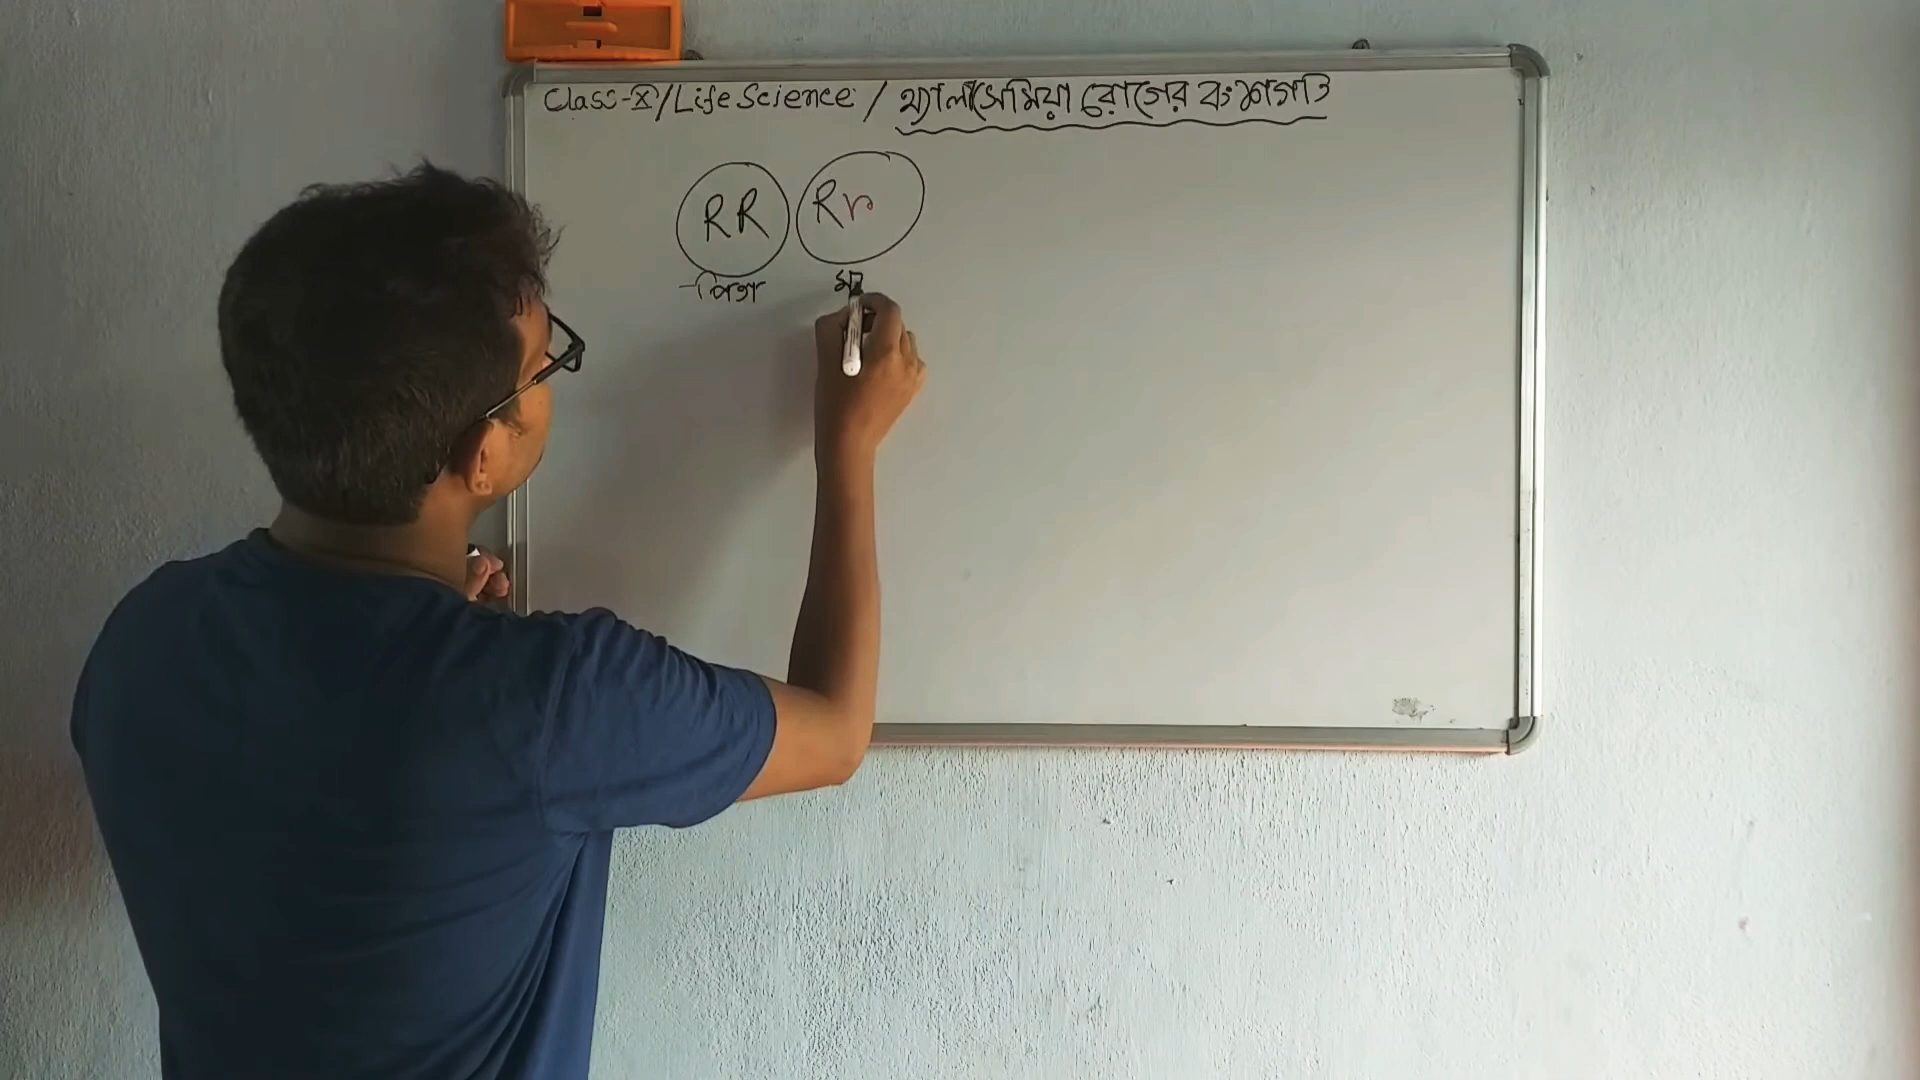 Class-X/Life Science / থ্যালাসেমিয়া রোগের বংশগতি
RR Rr
পিতা মা